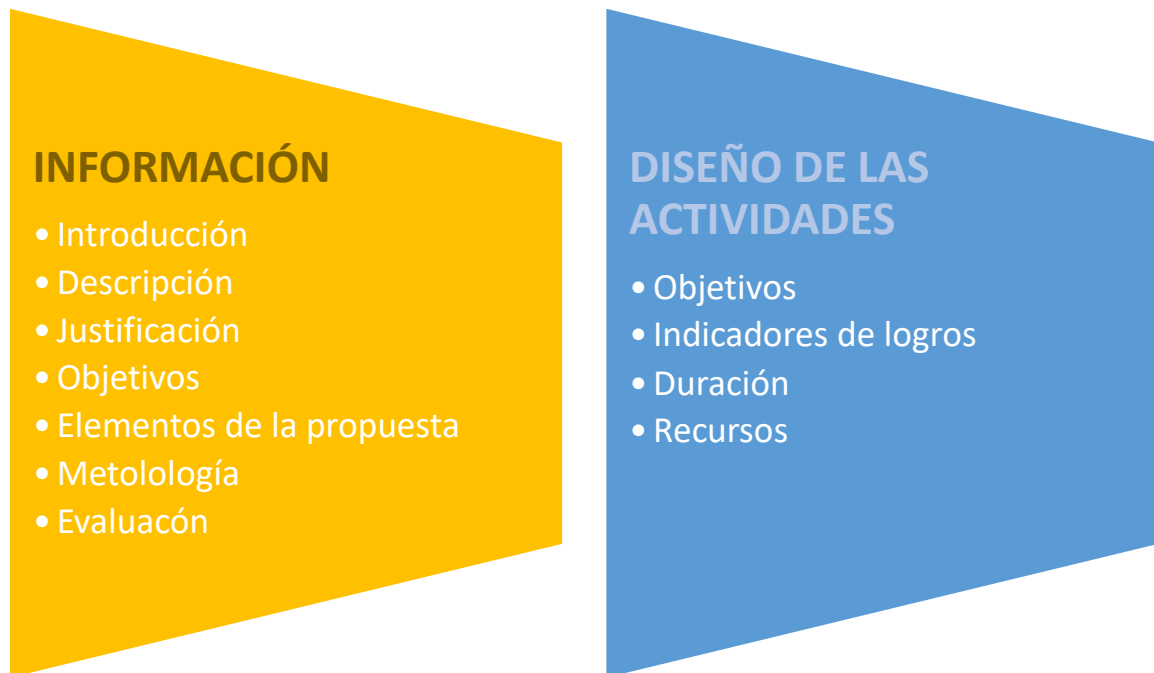 INFORMACIÓN
• Introducción
• Descripción
• Justificación
• Objetivos
• Elementos de la propuesta
• Metolología
• Evaluacón
DISEÑO DE LAS
ACTIVIDADES
• Objetivos
• Indicadores de logros
• Duración
• Recursos